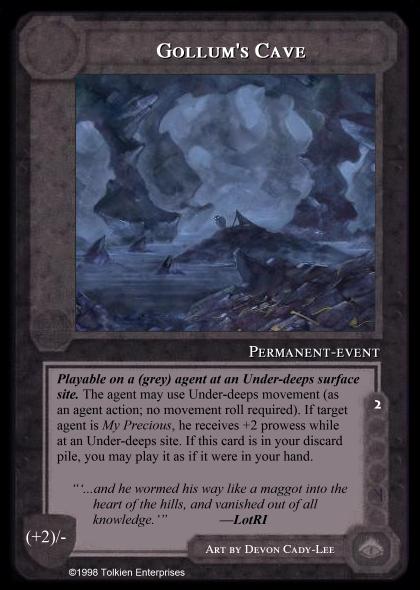 Gollum's Cave
Permanent-event
Playable on a (grey) agent at an Under-deeps surface
site. The agent may use Under-deeps movement (as
an agent action; no movement roll required). If target
agent is My Precious, he receives +2 prowess while
at an Under-deeps site. If this card is in your discard
pile, you may play it as if it were in your hand.
2
“‘...and he wormed his way like a maggot into the
heart of the hills, and vanished out of all
knowledge.’” —LotRI
(+2)/-
Art by Devon Cady-Lee
©1998 Tolkien Enterprises